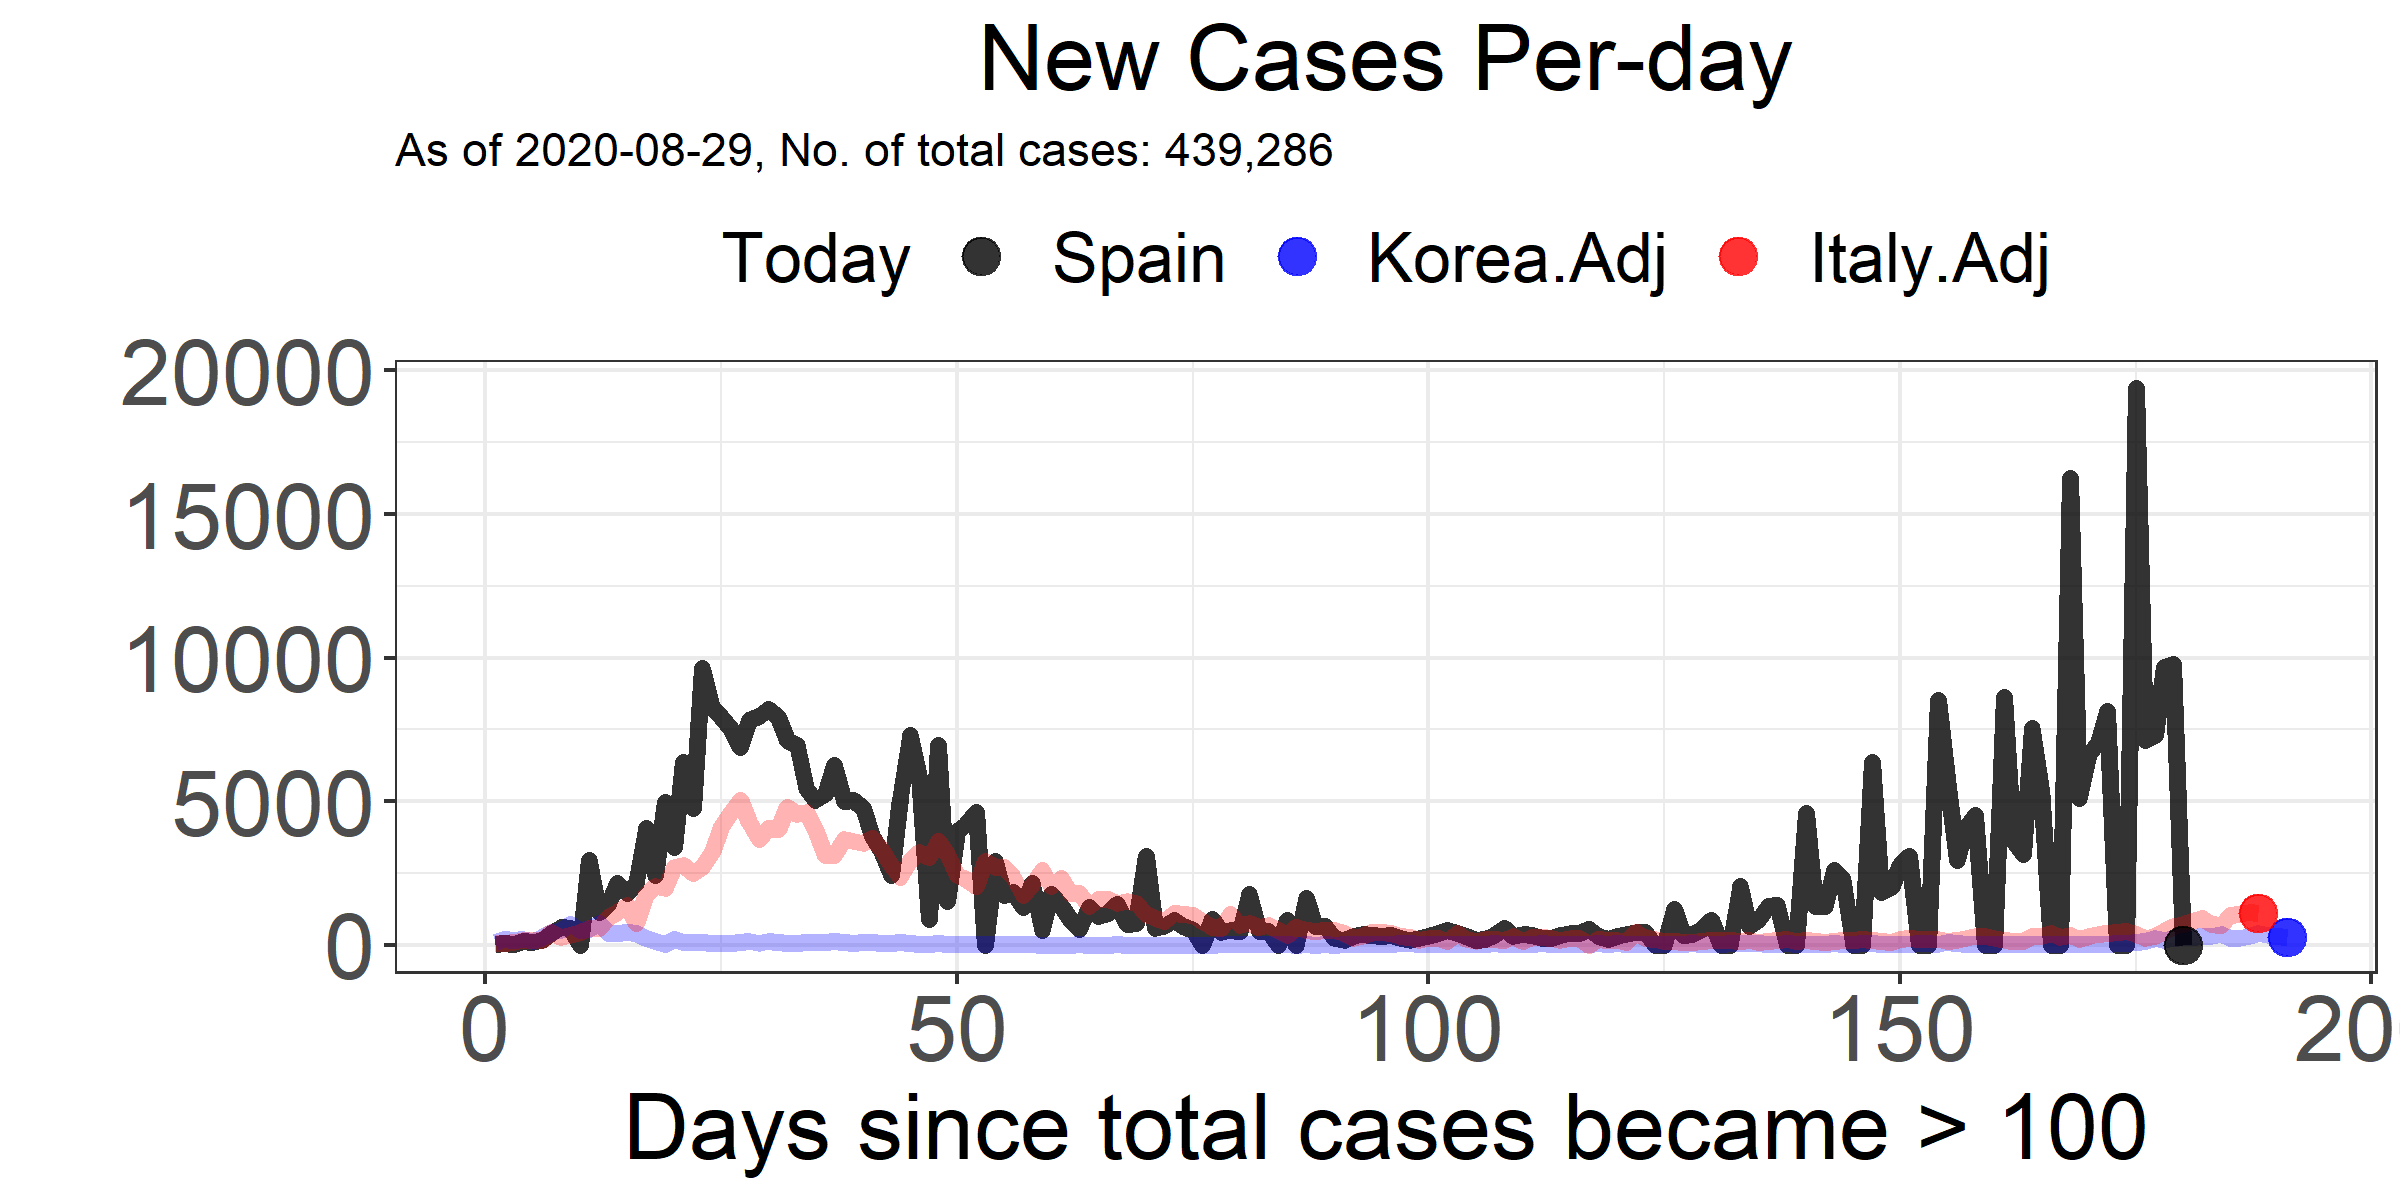 New Cases Per-day
As of 2020-08-29, No. of total cases: 439,286
Today Spain Korea.Adj Italy.Adj
20000
15000
10000
5000
0
0 50 100 150 20
Days since total cases became > 100